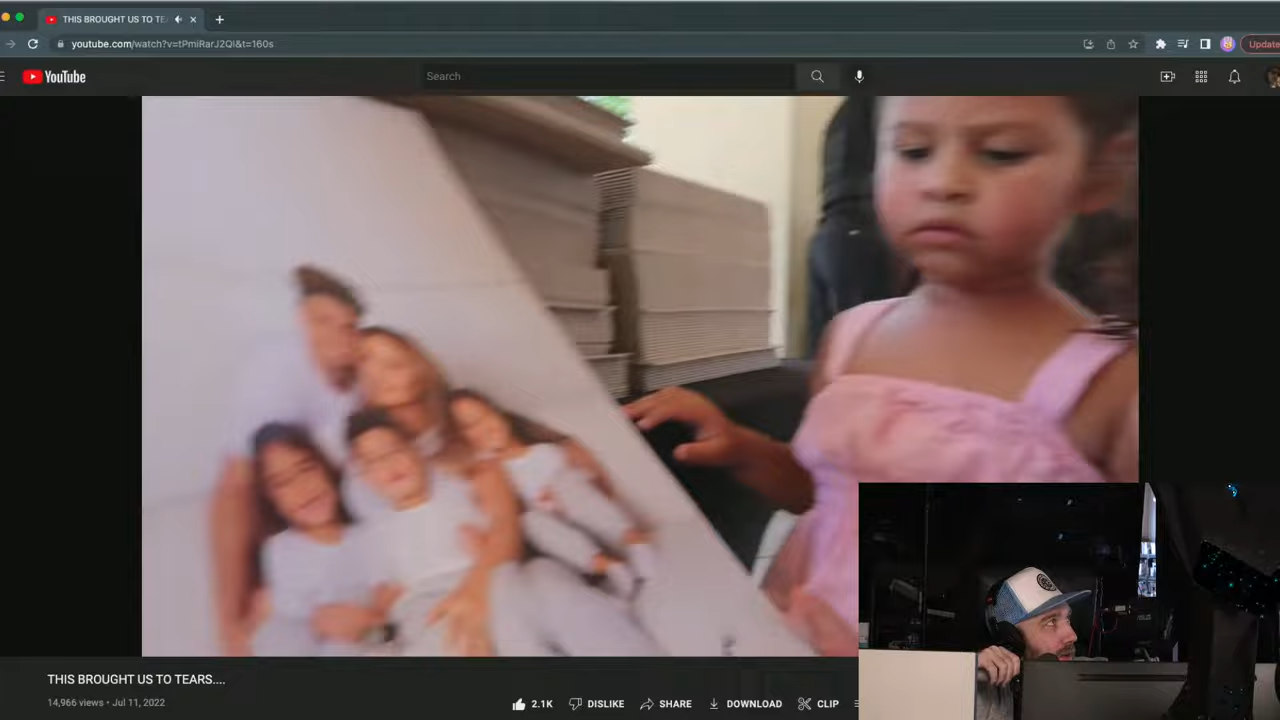 THIS BROUGHT US TO TE
youtube.com/watch?v=tPmiRarJ2QI&t=160s
Update
YouTube
Search
THIS BROUGHT US TO TEARS....
14,966 views • Jul 11, 2022
2.1K
DISLIKE
SHARE
DOWNLOAD
CLIP